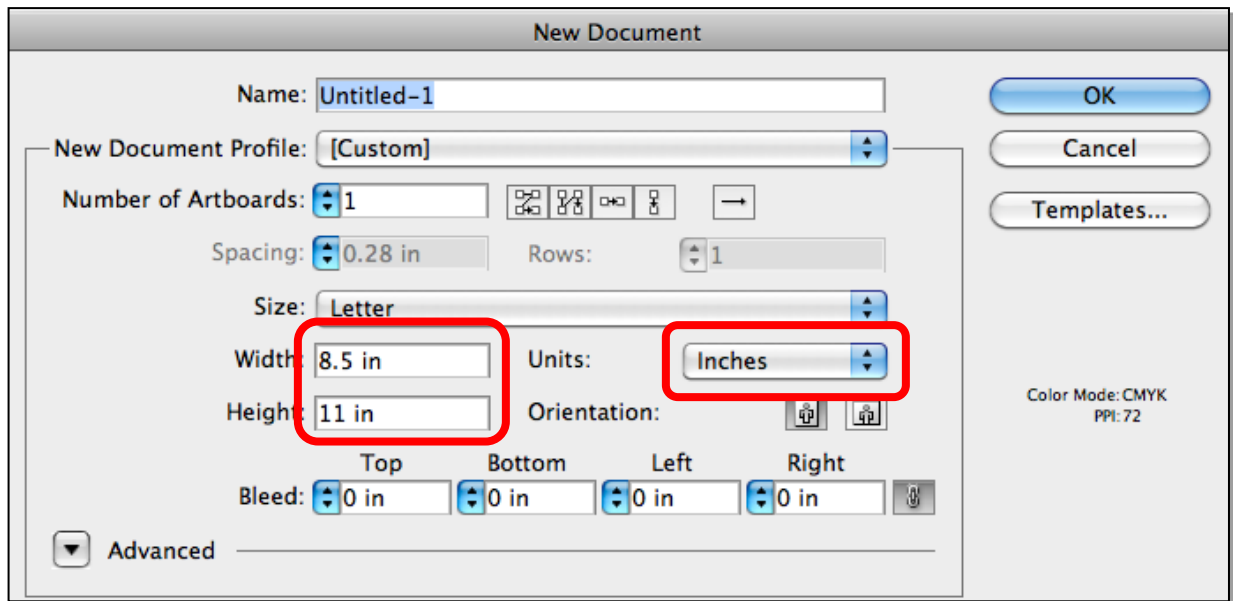 New Document
Name: Untitled-1
OK
New Document Profile: [Custom]
Cancel
Number of Artboards: 1
Templates...
Spacing: 0.28 in Rows: 1
Size: Letter
Width: 8.5 in Units: Inches
Height: 11 in Orientation:
Color Mode: CMYK
PPI: 72
Top Bottom Left Right
Bleed: 0 in 0 in 0 in 0 in
Advanced